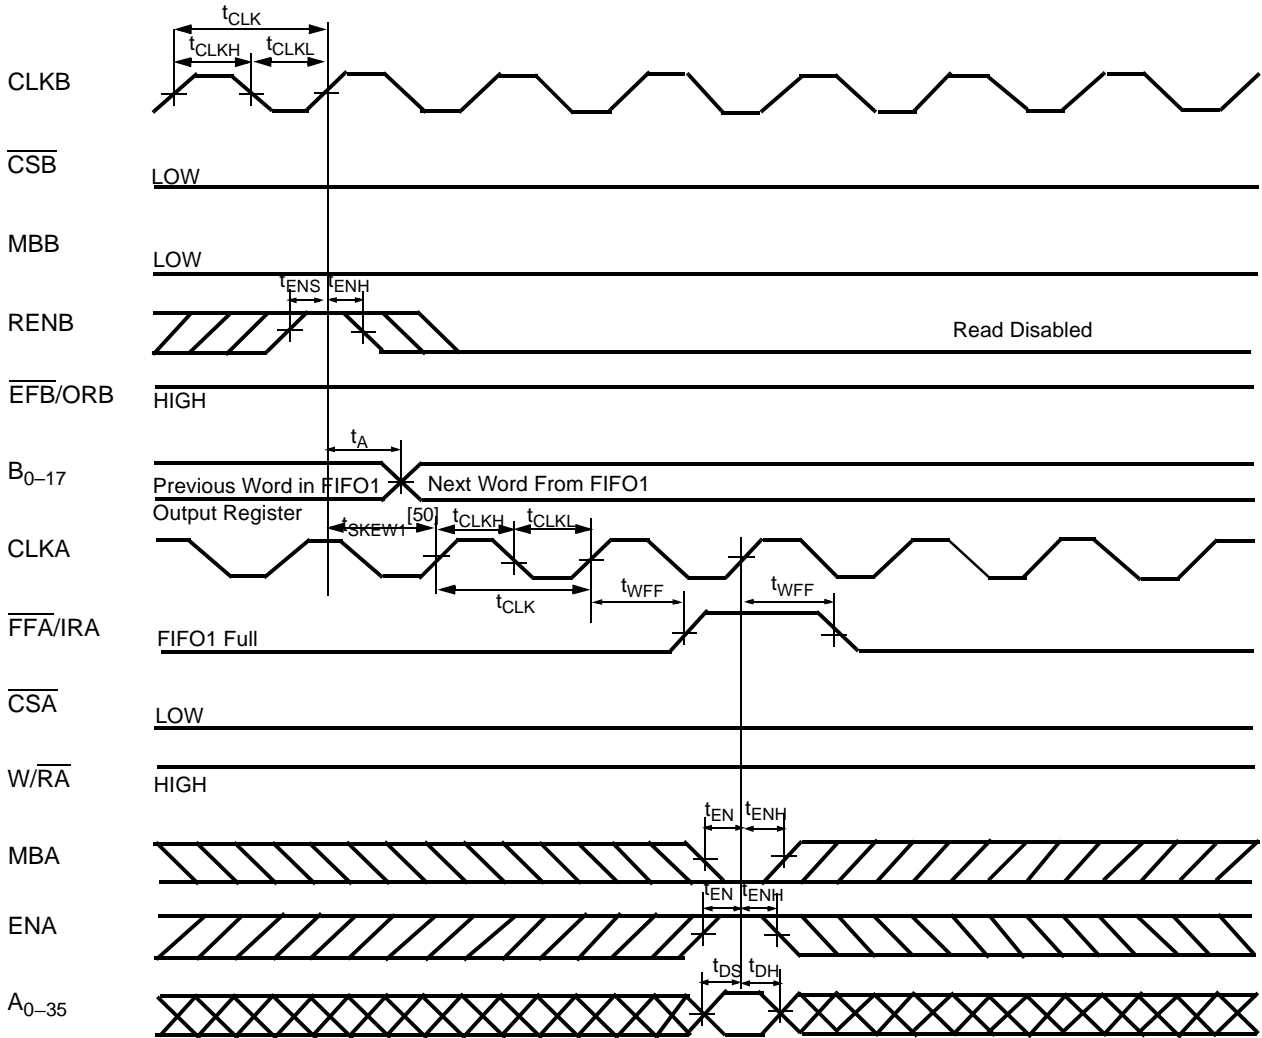 tCLK
tCLKH tCLKL
CLKB
CSB
LOW
MBB
LOW
tENS tENH
RENB
Read Disabled
EFB/ORB
HIGH
tA
B0–17
Previous Word in FIFO1 Next Word From FIFO1
Output Register
tSKEW1 [50] tCLKH tCLKL
CLKA
tCLK
tWFF tWFF
FFA/IRA
FIFO1 Full
CSA
LOW
W/RA
HIGH
tEN tENH
MBA
tEN tENH
ENA
tDS tDH
A0–35